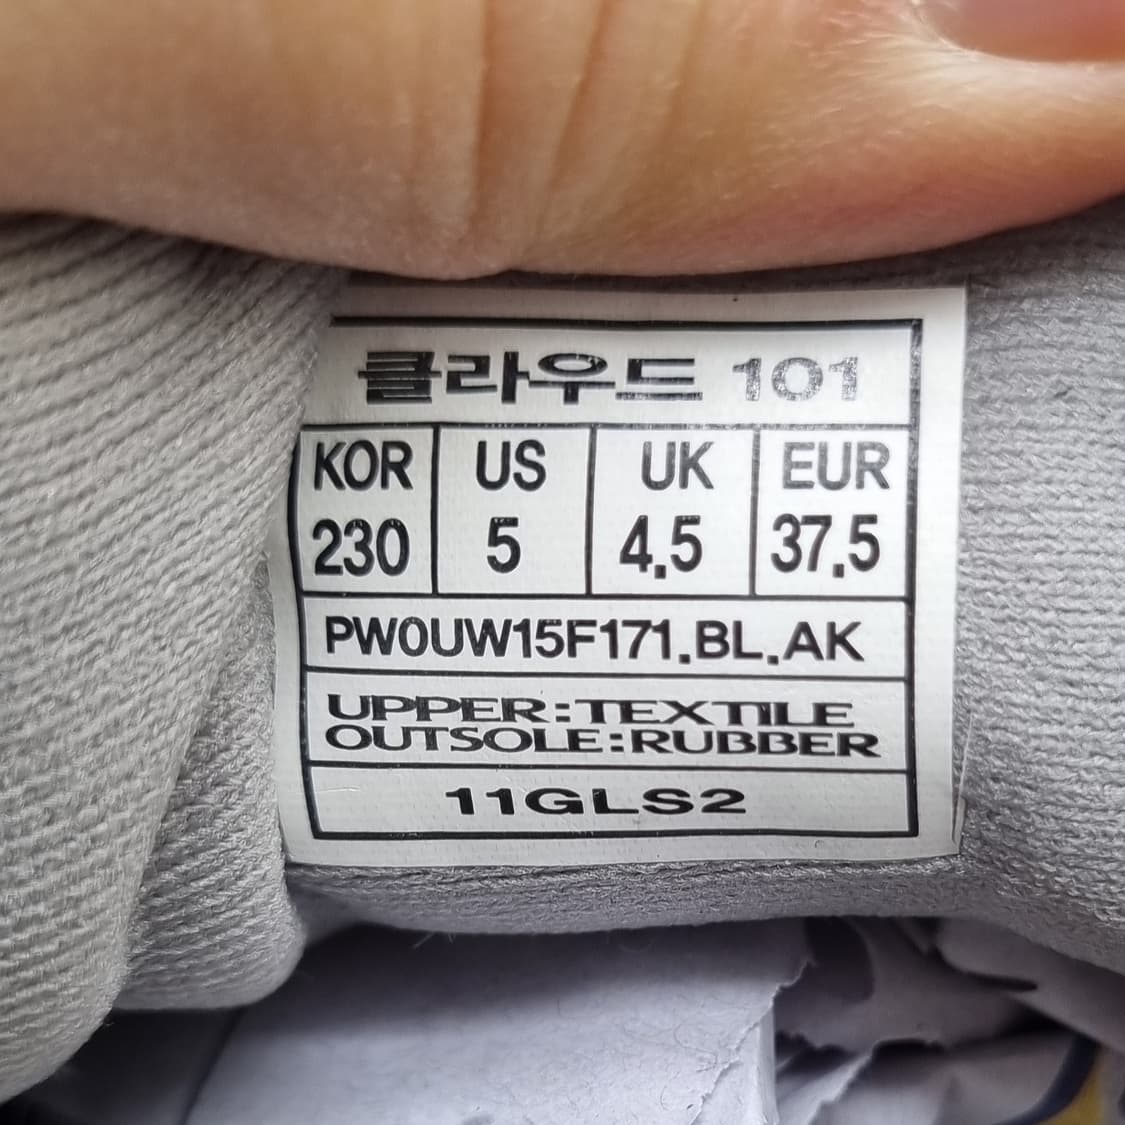 클라우드 101
KOR US UK EUR
230 5 4.5 37.5
PW0UW15F171.BL.AK
UPPER:TEXTILE
OUTSOLE:RUBBER
11GLS2